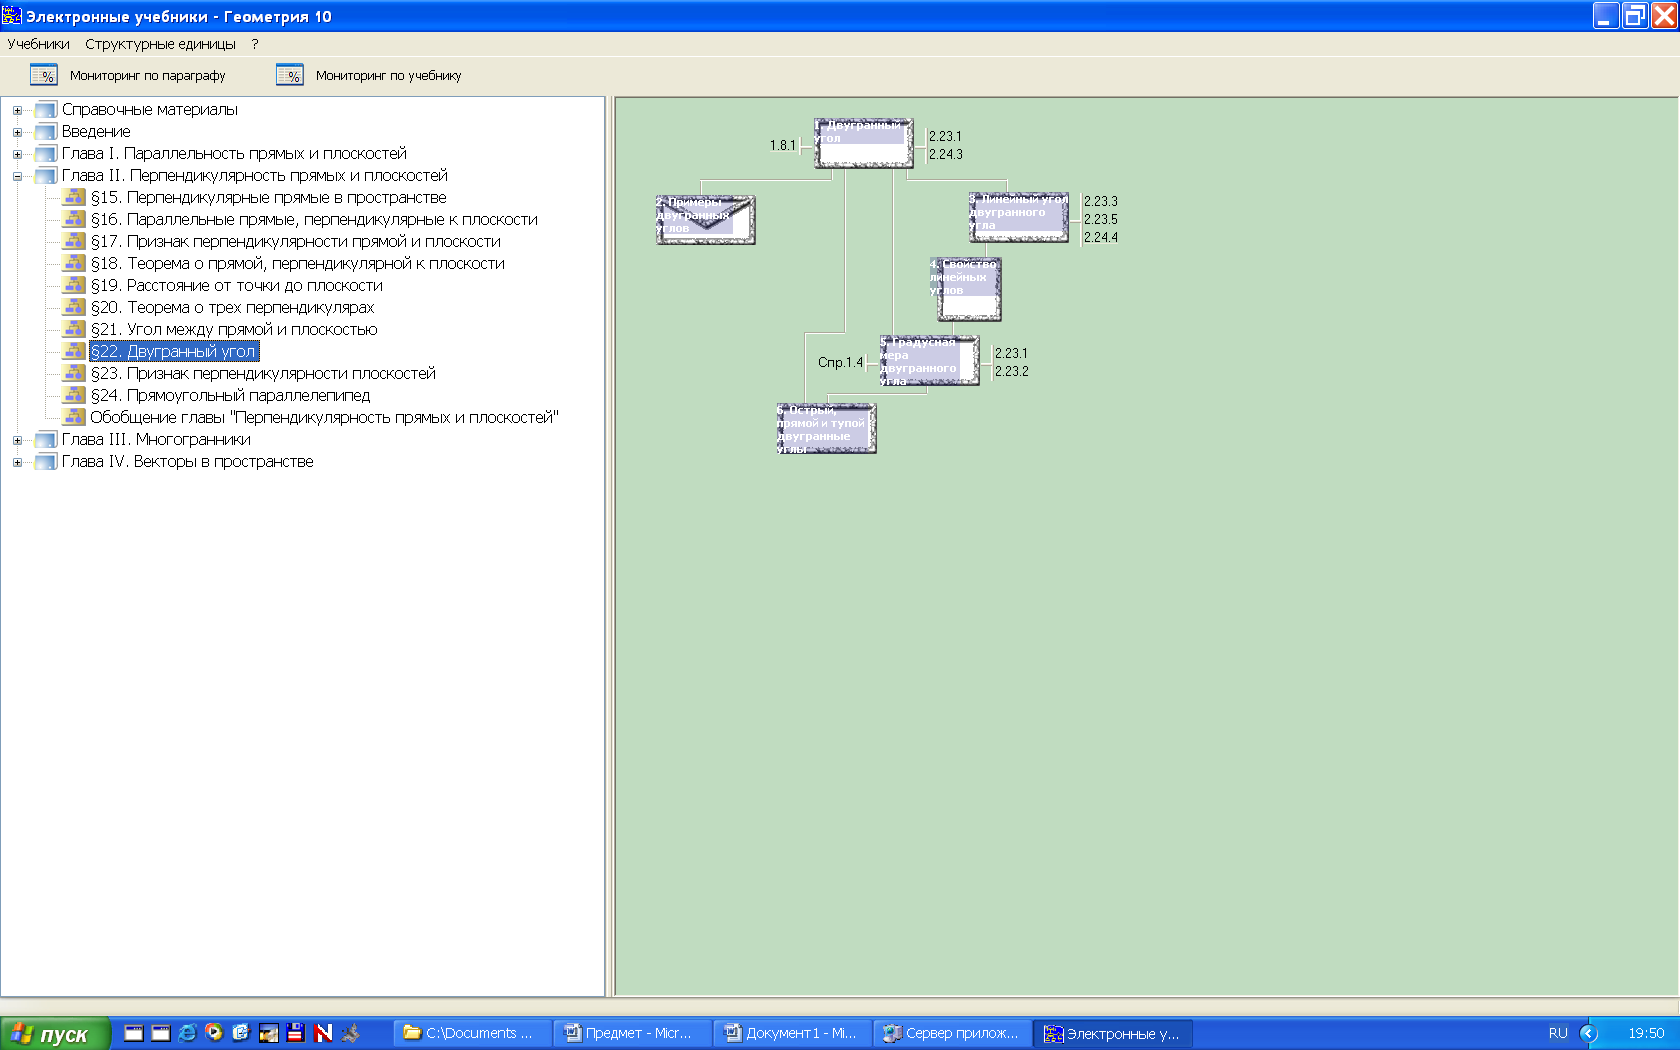 Электронные учебники - Геометрия 10
Учебники Структурные единицы ?
Мониторинг по параграфу Мониторинг по учебнику
Справочные материалы
Введение
Глава I. Параллельность прямых и плоскостей
Глава II. Перпендикулярность прямых и плоскостей
§15. Перпендикулярные прямые в пространстве
§16. Параллельные прямые, перпендикулярные к плоскости
§17. Признак перпендикулярности прямой и плоскости
§18. Теорема о прямой, перпендикулярной к плоскости
§19. Расстояние от точки до плоскости
§20. Теорема о трех перпендикулярах
§21. Угол между прямой и плоскостью
§22. Двугранный угол
§23. Признак перпендикулярности плоскостей
§24. Прямоугольный параллелепипед
Обобщение главы "Перпендикулярность прямых и плоскостей"
Глава III. Многогранники
Глава IV. Векторы в пространстве
1.8.1
1. Двугранный
угол
2.23.1
2.24.3
2. Примеры
двугранных
углов
3. Линейный угол
двугранного
угла
2.23.3
2.23.5
2.24.4
4. Свойство
линейных
углов
Спр.1.4
5. Градусная
мера
двугранного
угла
2.23.1
2.23.2
6. Острый,
прямой и тупой
двугранные
углы
пуск
C:\Documents ...
Предмет - Micr...
Документ1 - Mi...
Сервер прилож...
Электронные у...
RU
19:50